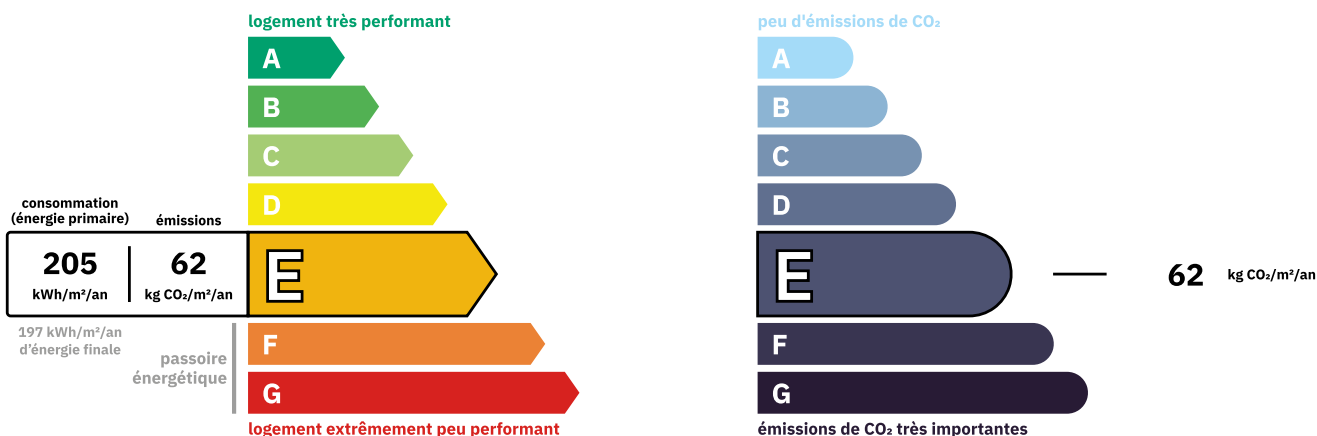 logement très performant
A
B
C
D
consommation
(énergie primaire)
émissions
205
kWh/m²/an
62
kg CO₂/m²/an
E
197 kWh/m²/an
d'énergie finale
passoire
énergétique
F
G
logement extrêmement peu performant
peu d'émissions de CO₂
A
B
C
D
E
62 kg CO₂/m²/an
F
G
émissions de CO₂ très importantes